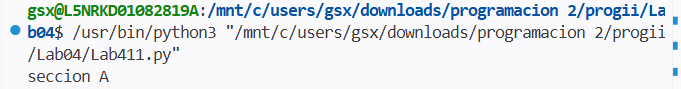 gsx@L5NRKD01082819A:/mnt/c/users/gsx/downloads/programacion 2/progii/La
b04$ /usr/bin/python3 "/mnt/c/users/gsx/downloads/programacion 2/progii
/Lab04/Lab411.py"
seccion A